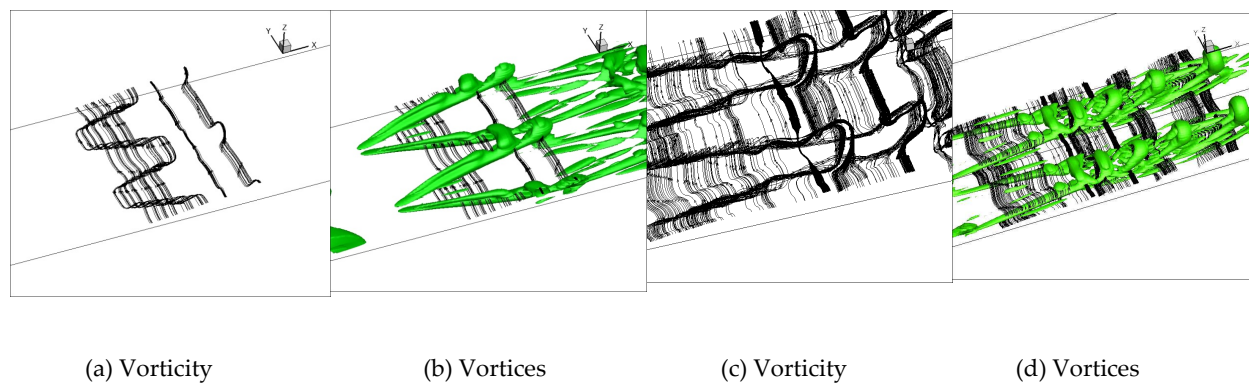 Z
Y
X
Z
Y
X
Z
Y
X
(a) Vorticity
(b) Vortices
(c) Vorticity
(d) Vortices